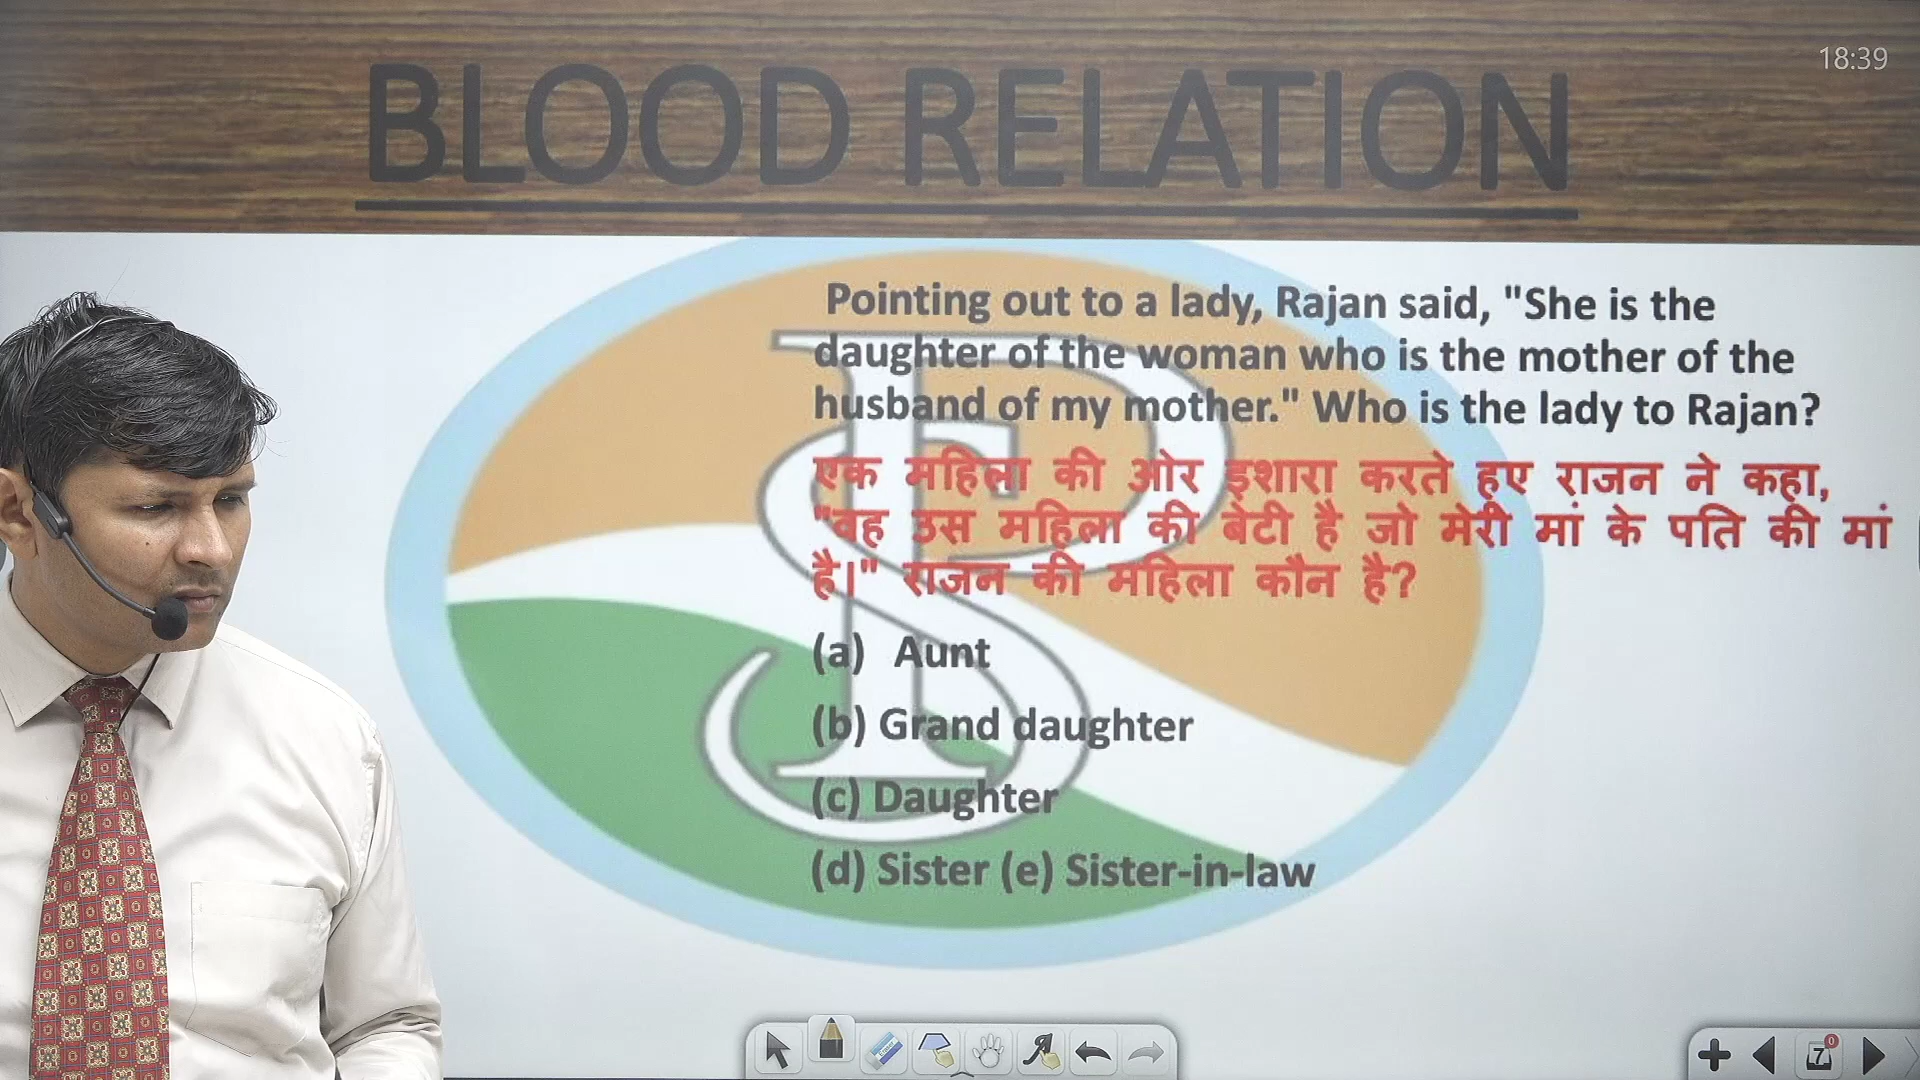 18:39
BLOOD RELATION
Pointing out to a lady, Rajan said, "She is the
daughter of the woman who is the mother of the
husband of my mother." Who is the lady to Rajan?
एक महिला की ओर इशारा करते हुए राजन ने कहा,
"वह उस महिला की बेटी है जो मेरी मां के पति की मां
है।" राजन की महिला कौन है?
(a) Aunt
(b) Grand daughter
(c) Daughter
(d) Sister (e) Sister-in-law
7 0